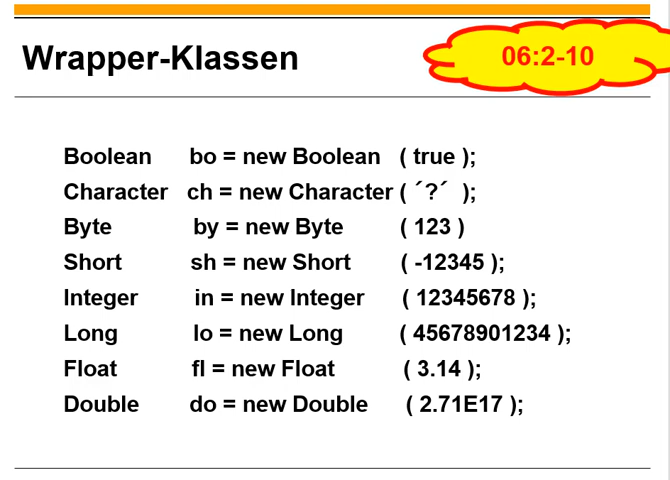 Wrapper-Klassen
06:2-10
Boolean bo = new Boolean ( true );
Character ch = new Character ( ´?´ );
Byte by = new Byte ( 123 )
Short sh = new Short ( -12345 );
Integer in = new Integer ( 12345678 );
Long lo = new Long ( 45678901234 );
Float fl = new Float ( 3.14 );
Double do = new Double ( 2.71E17 );